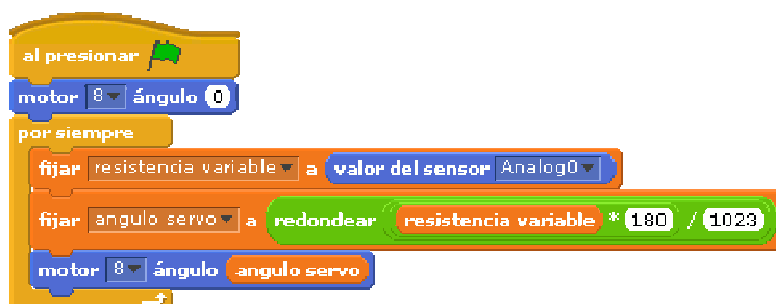 al presionar
motor 8 ángulo 0
por siempre
fijar resistencia variable a valor del sensor Analog0
fijar angulo servo a redondear resistencia variable * 180 / 1023
motor 8 ángulo angulo servo